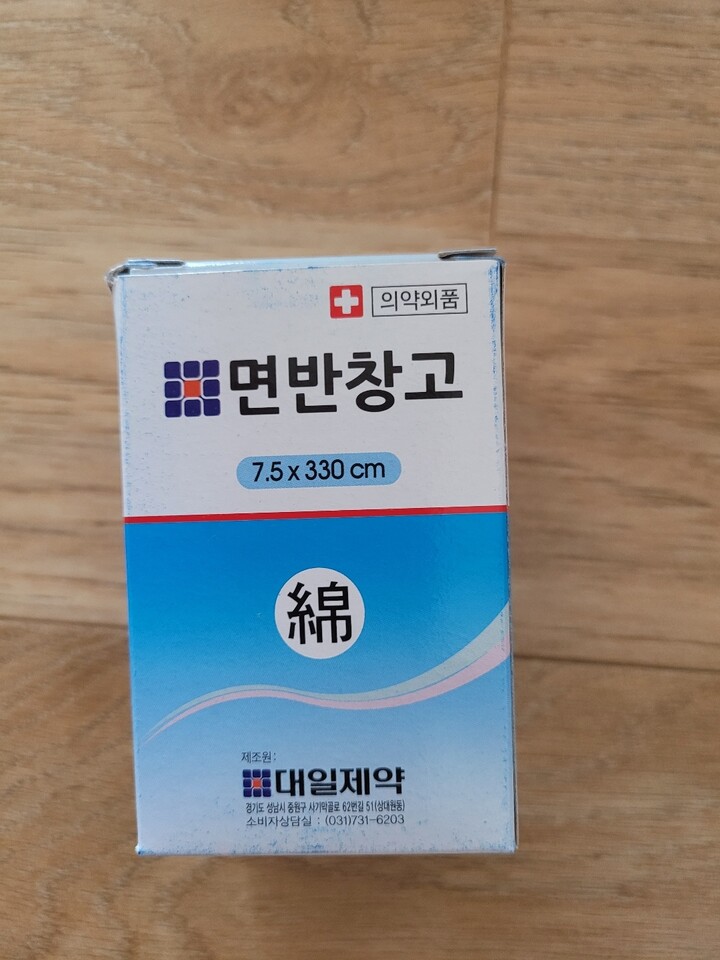 의약외품
면반창고
7.5 x 330 cm
綿
제조원:
대일제약
경기도 성남시 중원구 사기막골로 62번길 51(상대원동)
소비자상담실 : (031)731-6203